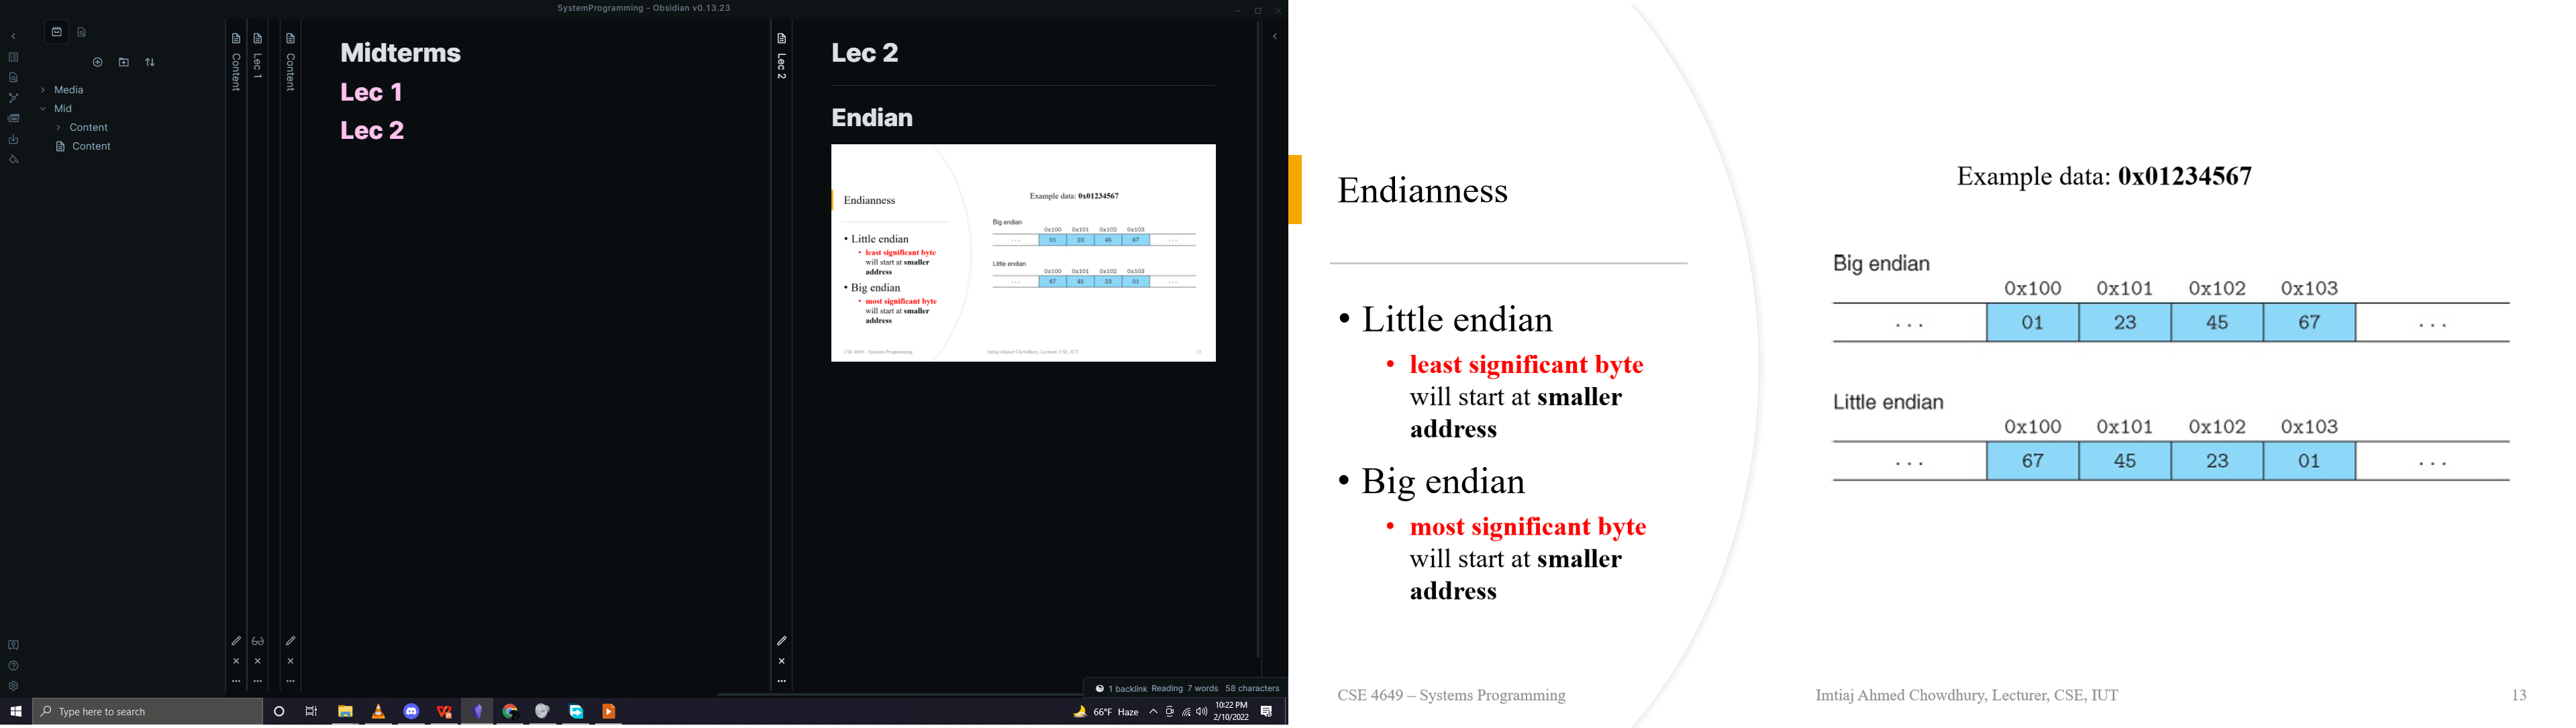 SystemProgramming - Obsidian v0.13.23
Media
Mid
Content
Content
Content
Lec 1
Content
Midterms
Lec 1
Lec 2
Lec 2
Lec 2
Endian
Endianness
• Little endian
• least significant byte
will start at smaller
address
• Big endian
• most significant byte
will start at smaller
address
Example data: 0x01234567
Big endian
0x100 0x101 0x102 0x103
... 01 23 45 67 ...
Little endian
0x100 0x101 0x102 0x103
... 67 45 23 01 ...
CSE 4649 – Systems Programming
Imtiaj Ahmed Chowdhury, Lecturer, CSE, IUT
13
1 backlink Reading 7 words 58 characters
Type here to search
66°F Haze
10:22 PM
2/10/2022
Endianness
• Little endian
• least significant byte
will start at smaller
address
• Big endian
• most significant byte
will start at smaller
address
Example data: 0x01234567
Big endian
0x100 0x101 0x102 0x103
... 01 23 45 67 ...
Little endian
0x100 0x101 0x102 0x103
... 67 45 23 01 ...
CSE 4649 – Systems Programming
Imtiaj Ahmed Chowdhury, Lecturer, CSE, IUT
13